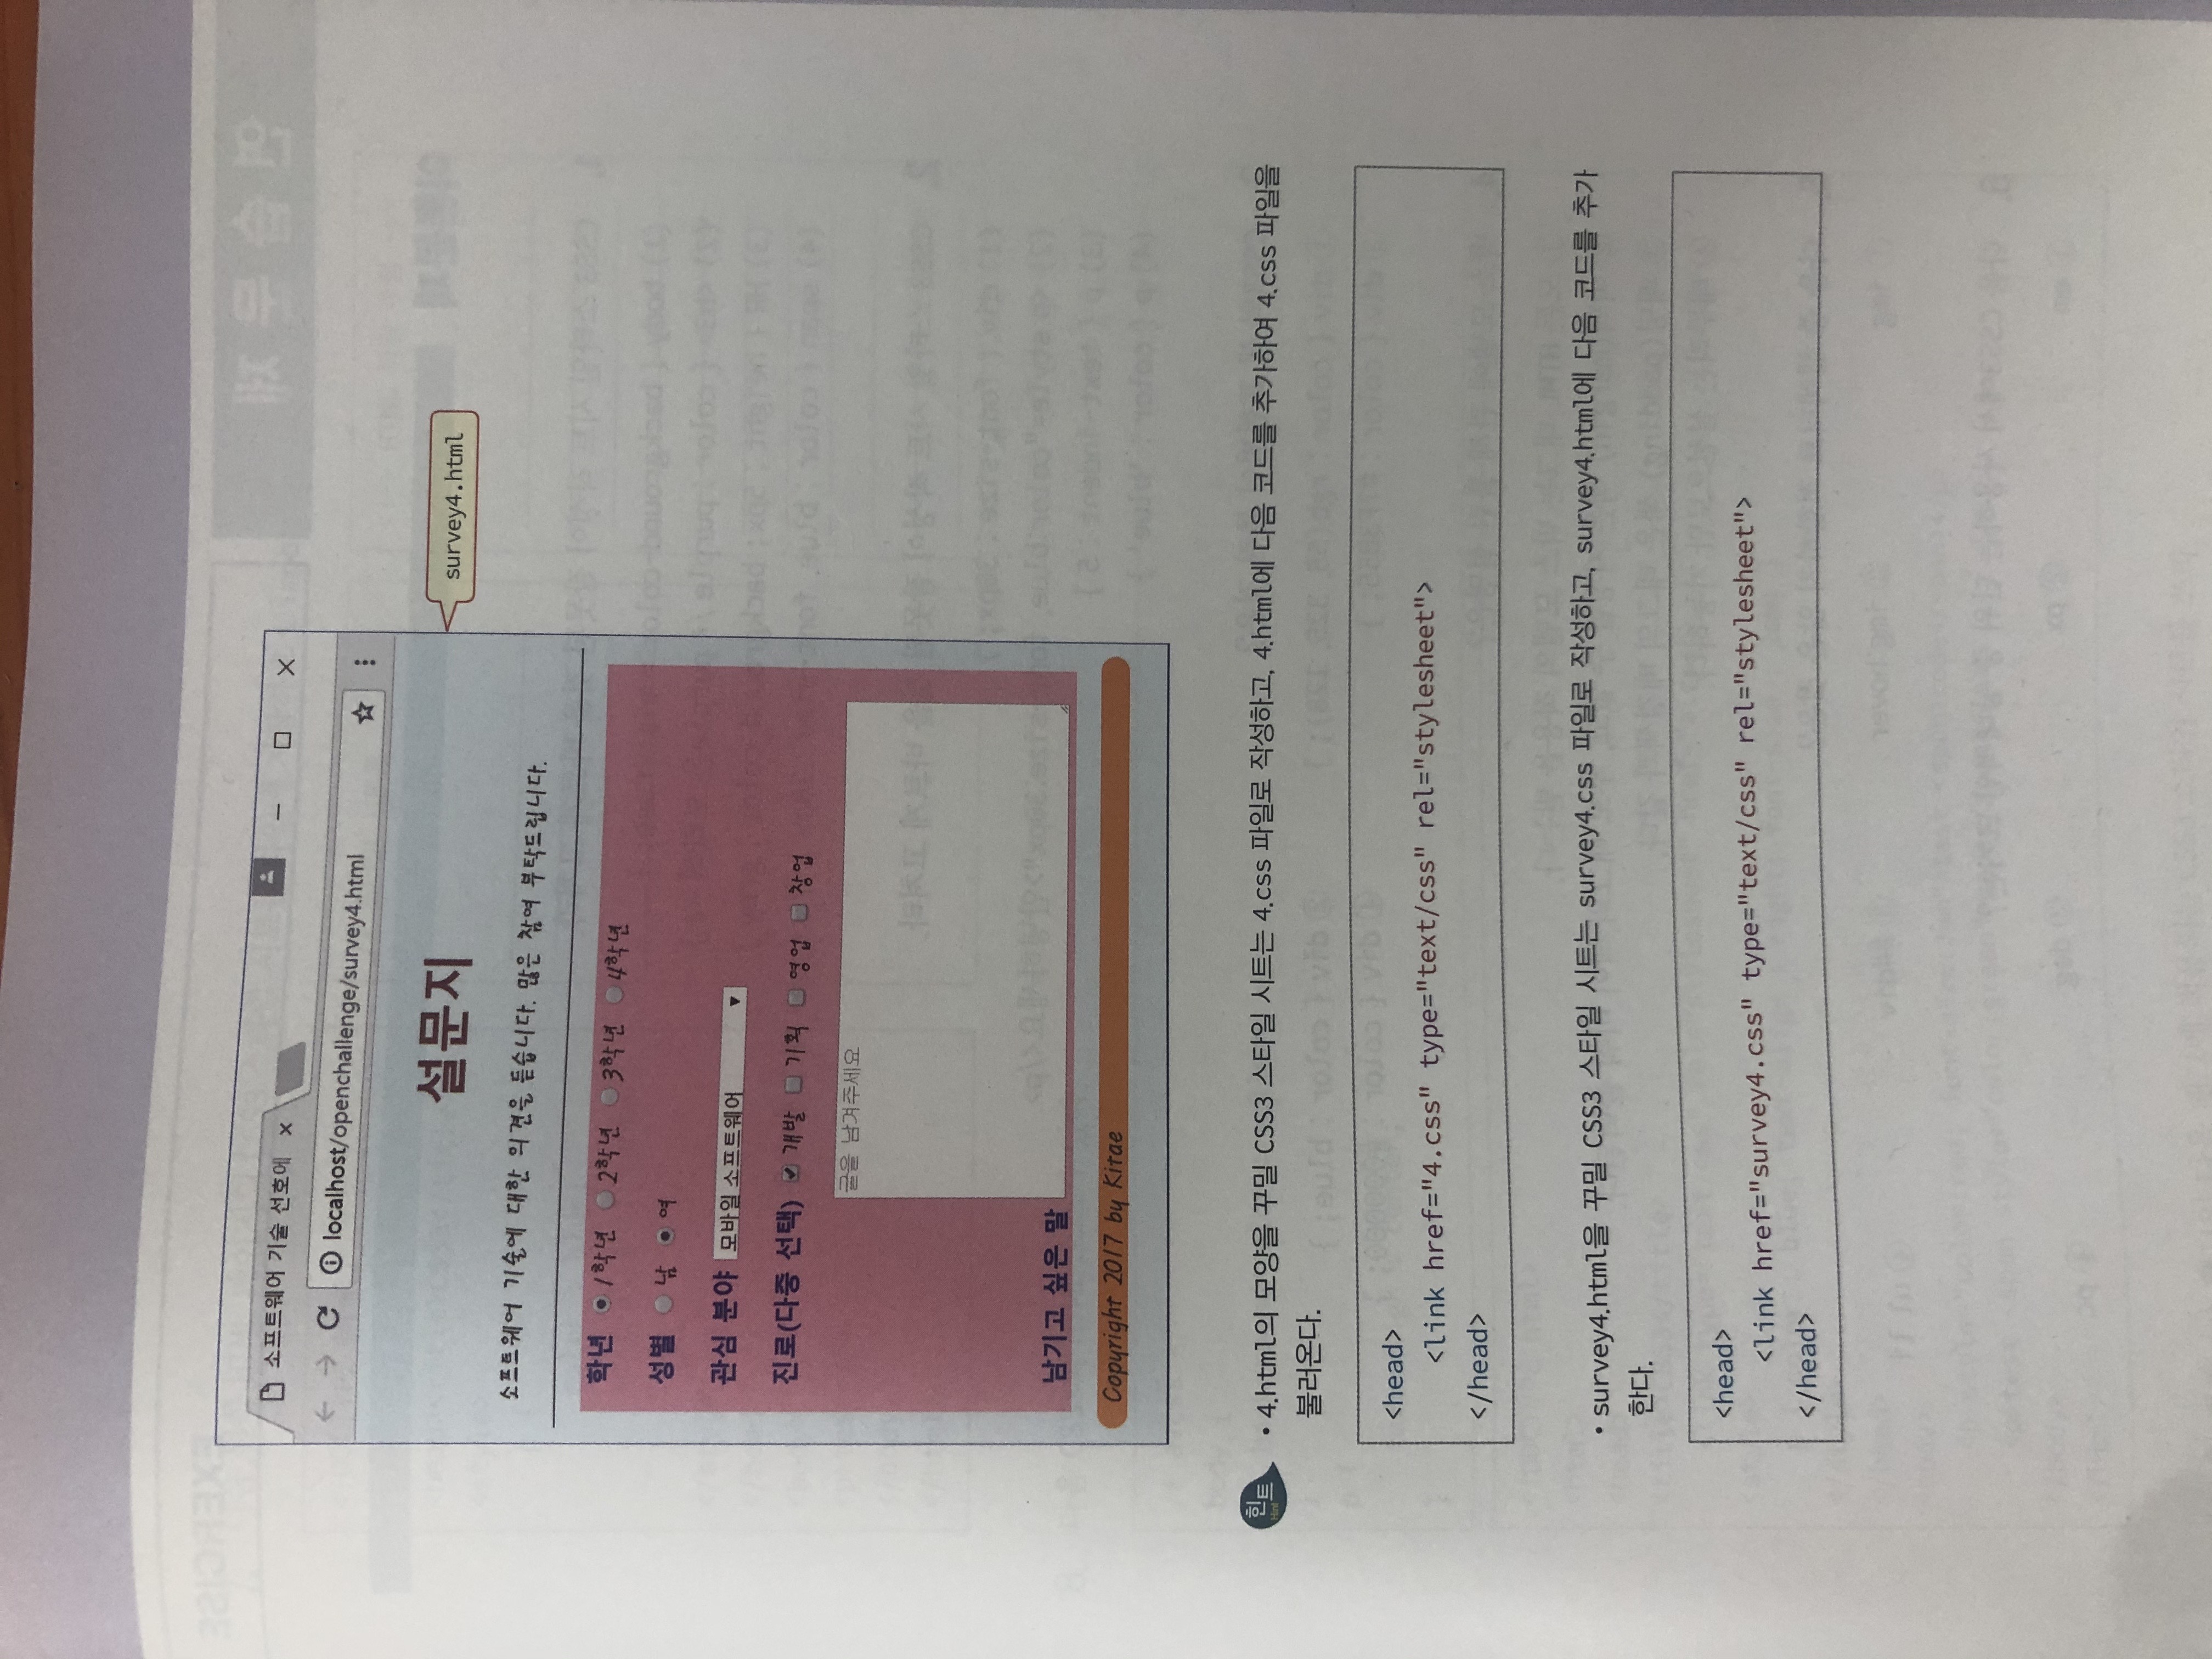 소프트웨어 기술 선호에
localhost/openchallenge/survey4.html
설문지
survey4.html
소프트웨어 기술에 대한 의견을 듣습니다. 많은 참여 부탁드립니다.
학년 1학년 2학년 3학년 4학년
성별 남 여
관심 분야 모바일 소프트웨어
진로(다중 선택) 개발 기획 영업 창업
글을 남겨주세요
남기고 싶은 말
Copyright 2017 by Kitae
힌트
Hint
• 4.html의 모양을 꾸밀 CSS3 스타일 시트는 4.css 파일로 작성하고, 4.html에 다음 코드를 추가하여 4.css 파일을
불러온다.
<head>
<link href="4.css" type="text/css" rel="stylesheet">
</head>
• survey4.html을 꾸밀 CSS3 스타일 시트는 survey4.css 파일로 작성하고, survey4.html에 다음 코드를 추가
한다.
<head>
<link href="survey4.css" type="text/css" rel="stylesheet">
</head>